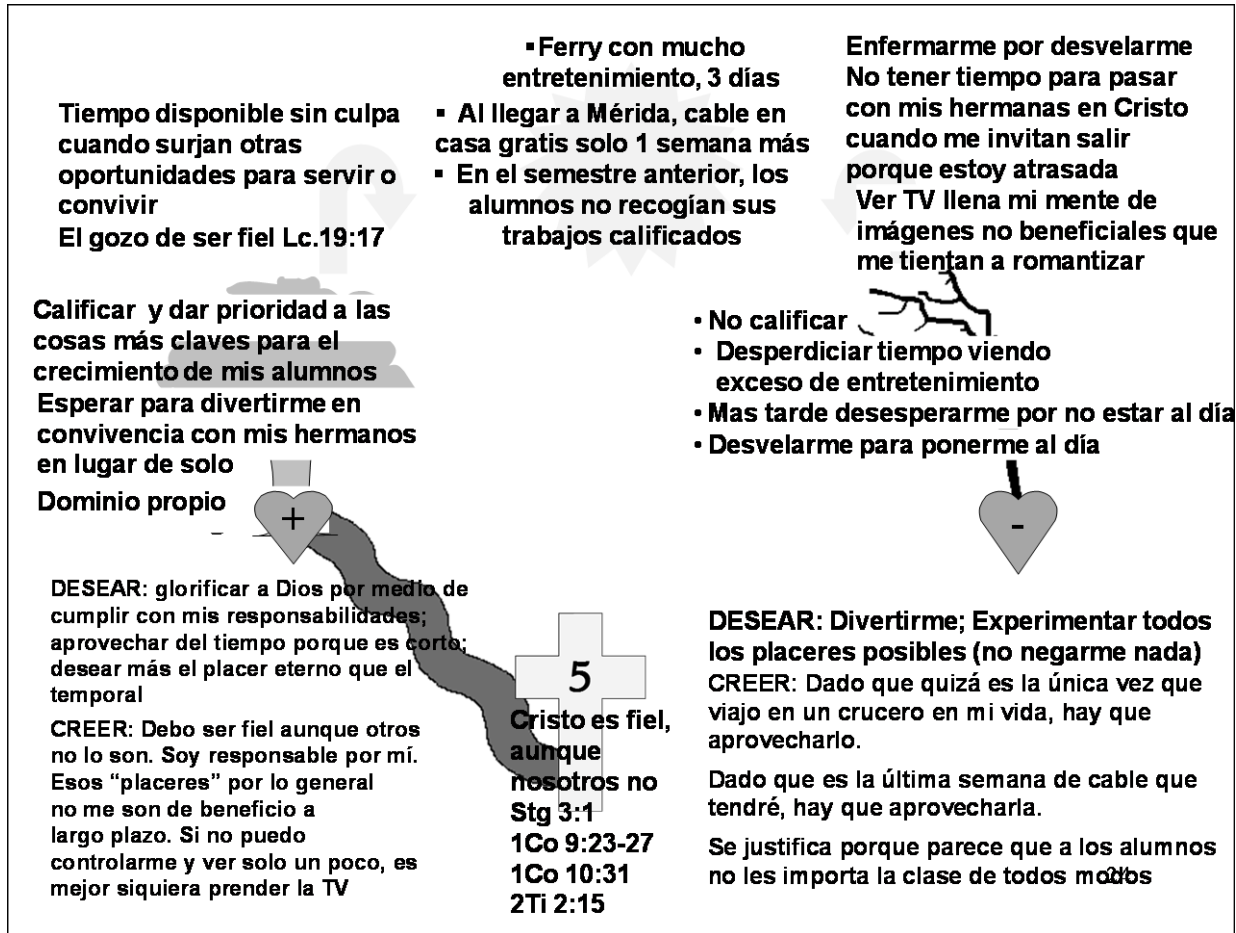 Tiempo disponible sin culpa
cuando surjan otras
oportunidades para servir o
convivir
El gozo de ser fiel Lc.19:17
▪Ferry con mucho
entretenimiento, 3 días
▪ Al llegar a Mérida, cable en
casa gratis solo 1 semana más
▪ En el semestre anterior, los
alumnos no recogían sus
trabajos calificados
Enfermarme por desvelarme
No tener tiempo para pasar
con mis hermanas en Cristo
cuando me invitan salir
porque estoy atrasada
Ver TV llena mi mente de
imágenes no beneficiales que
me tientan a romantizar
Calificar y dar prioridad a las
cosas más claves para el
crecimiento de mis alumnos
Esperar para divertirme en
convivencia con mis hermanos
en lugar de solo
Dominio propio
+
• No calificar
• Desperdiciar tiempo viendo
exceso de entretenimiento
• Mas tarde desesperarme por no estar al día
• Desvelarme para ponerme al día
-
DESEAR: glorificar a Dios por medio de
cumplir con mis responsabilidades;
aprovechar del tiempo porque es corto;
desear más el placer eterno que el
temporal
CREER: Debo ser fiel aunque otros
no lo son. Soy responsable por mí.
Esos “placeres” por lo general
no me son de beneficio a
largo plazo. Si no puedo
controlarme y ver solo un poco, es
mejor siquiera prender la TV
5
Cristo es fiel,
aunque
nosotros no
Stg 3:1
1Co 9:23-27
1Co 10:31
2Ti 2:15
DESEAR: Divertirme; Experimentar todos
los placeres posibles (no negarme nada)
CREER: Dado que quizá es la única vez que
viajo en un crucero en mi vida, hay que
aprovecharlo.
Dado que es la última semana de cable que
tendré, hay que aprovecharla.
Se justifica porque parece que a los alumnos
no les importa la clase de todos modos
24